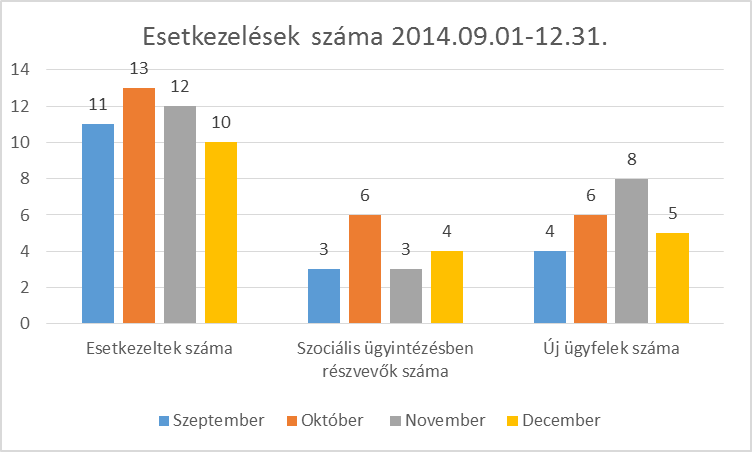 Esetkezelések száma 2014.09.01-12.31.
14
12
10
8
6
4
2
0
11
13
12
10
3
6
3
4
4
6
8
5
Esetkezeltek száma
Szociális ügyintézésben
részvevők száma
Új ügyfelek száma
Szeptember
Október
November
December